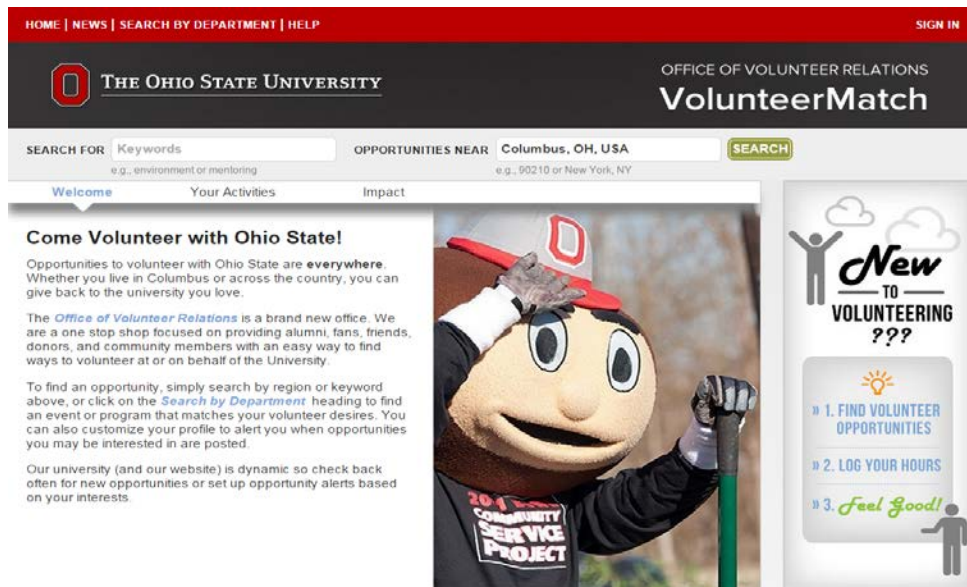 HOME | NEWS | SEARCH BY DEPARTMENT | HELP
SIGN IN
O
THE OHIO STATE UNIVERSITY
OFFICE OF VOLUNTEER RELATIONS
VolunteerMatch
SEARCH FOR Keywords OPPORTUNITIES NEAR Columbus, OH, USA SEARCH
e.g., environment or mentoring e.g., 90210 or New York, NY
Welcome Your Activities Impact
Come Volunteer with Ohio State!
Opportunities to volunteer with Ohio State are everywhere.
Whether you live in Columbus or across the country, you can
give back to the university you love.
The Office of Volunteer Relations is a brand new office. We
are a one stop shop focused on providing alumni, fans, friends,
donors, and community members with an easy way to find
ways to volunteer at or on behalf of the University.
To find an opportunity, simply search by region or keyword
above, or click on the Search by Department heading to find
an event or program that matches your volunteer desires. You
can also customize your profile to alert you when opportunities
you may be interested in are posted.
Our university (and our website) is dynamic so check back
often for new opportunities or set up opportunity alerts based
on your interests.
O
COMMUNITY
SERVICE
PROJECT
New
TO
VOLUNTEERING
???
» 1. FIND VOLUNTEER
OPPORTUNITIES
» 2. LOG YOUR HOURS
» 3. Feel Good!